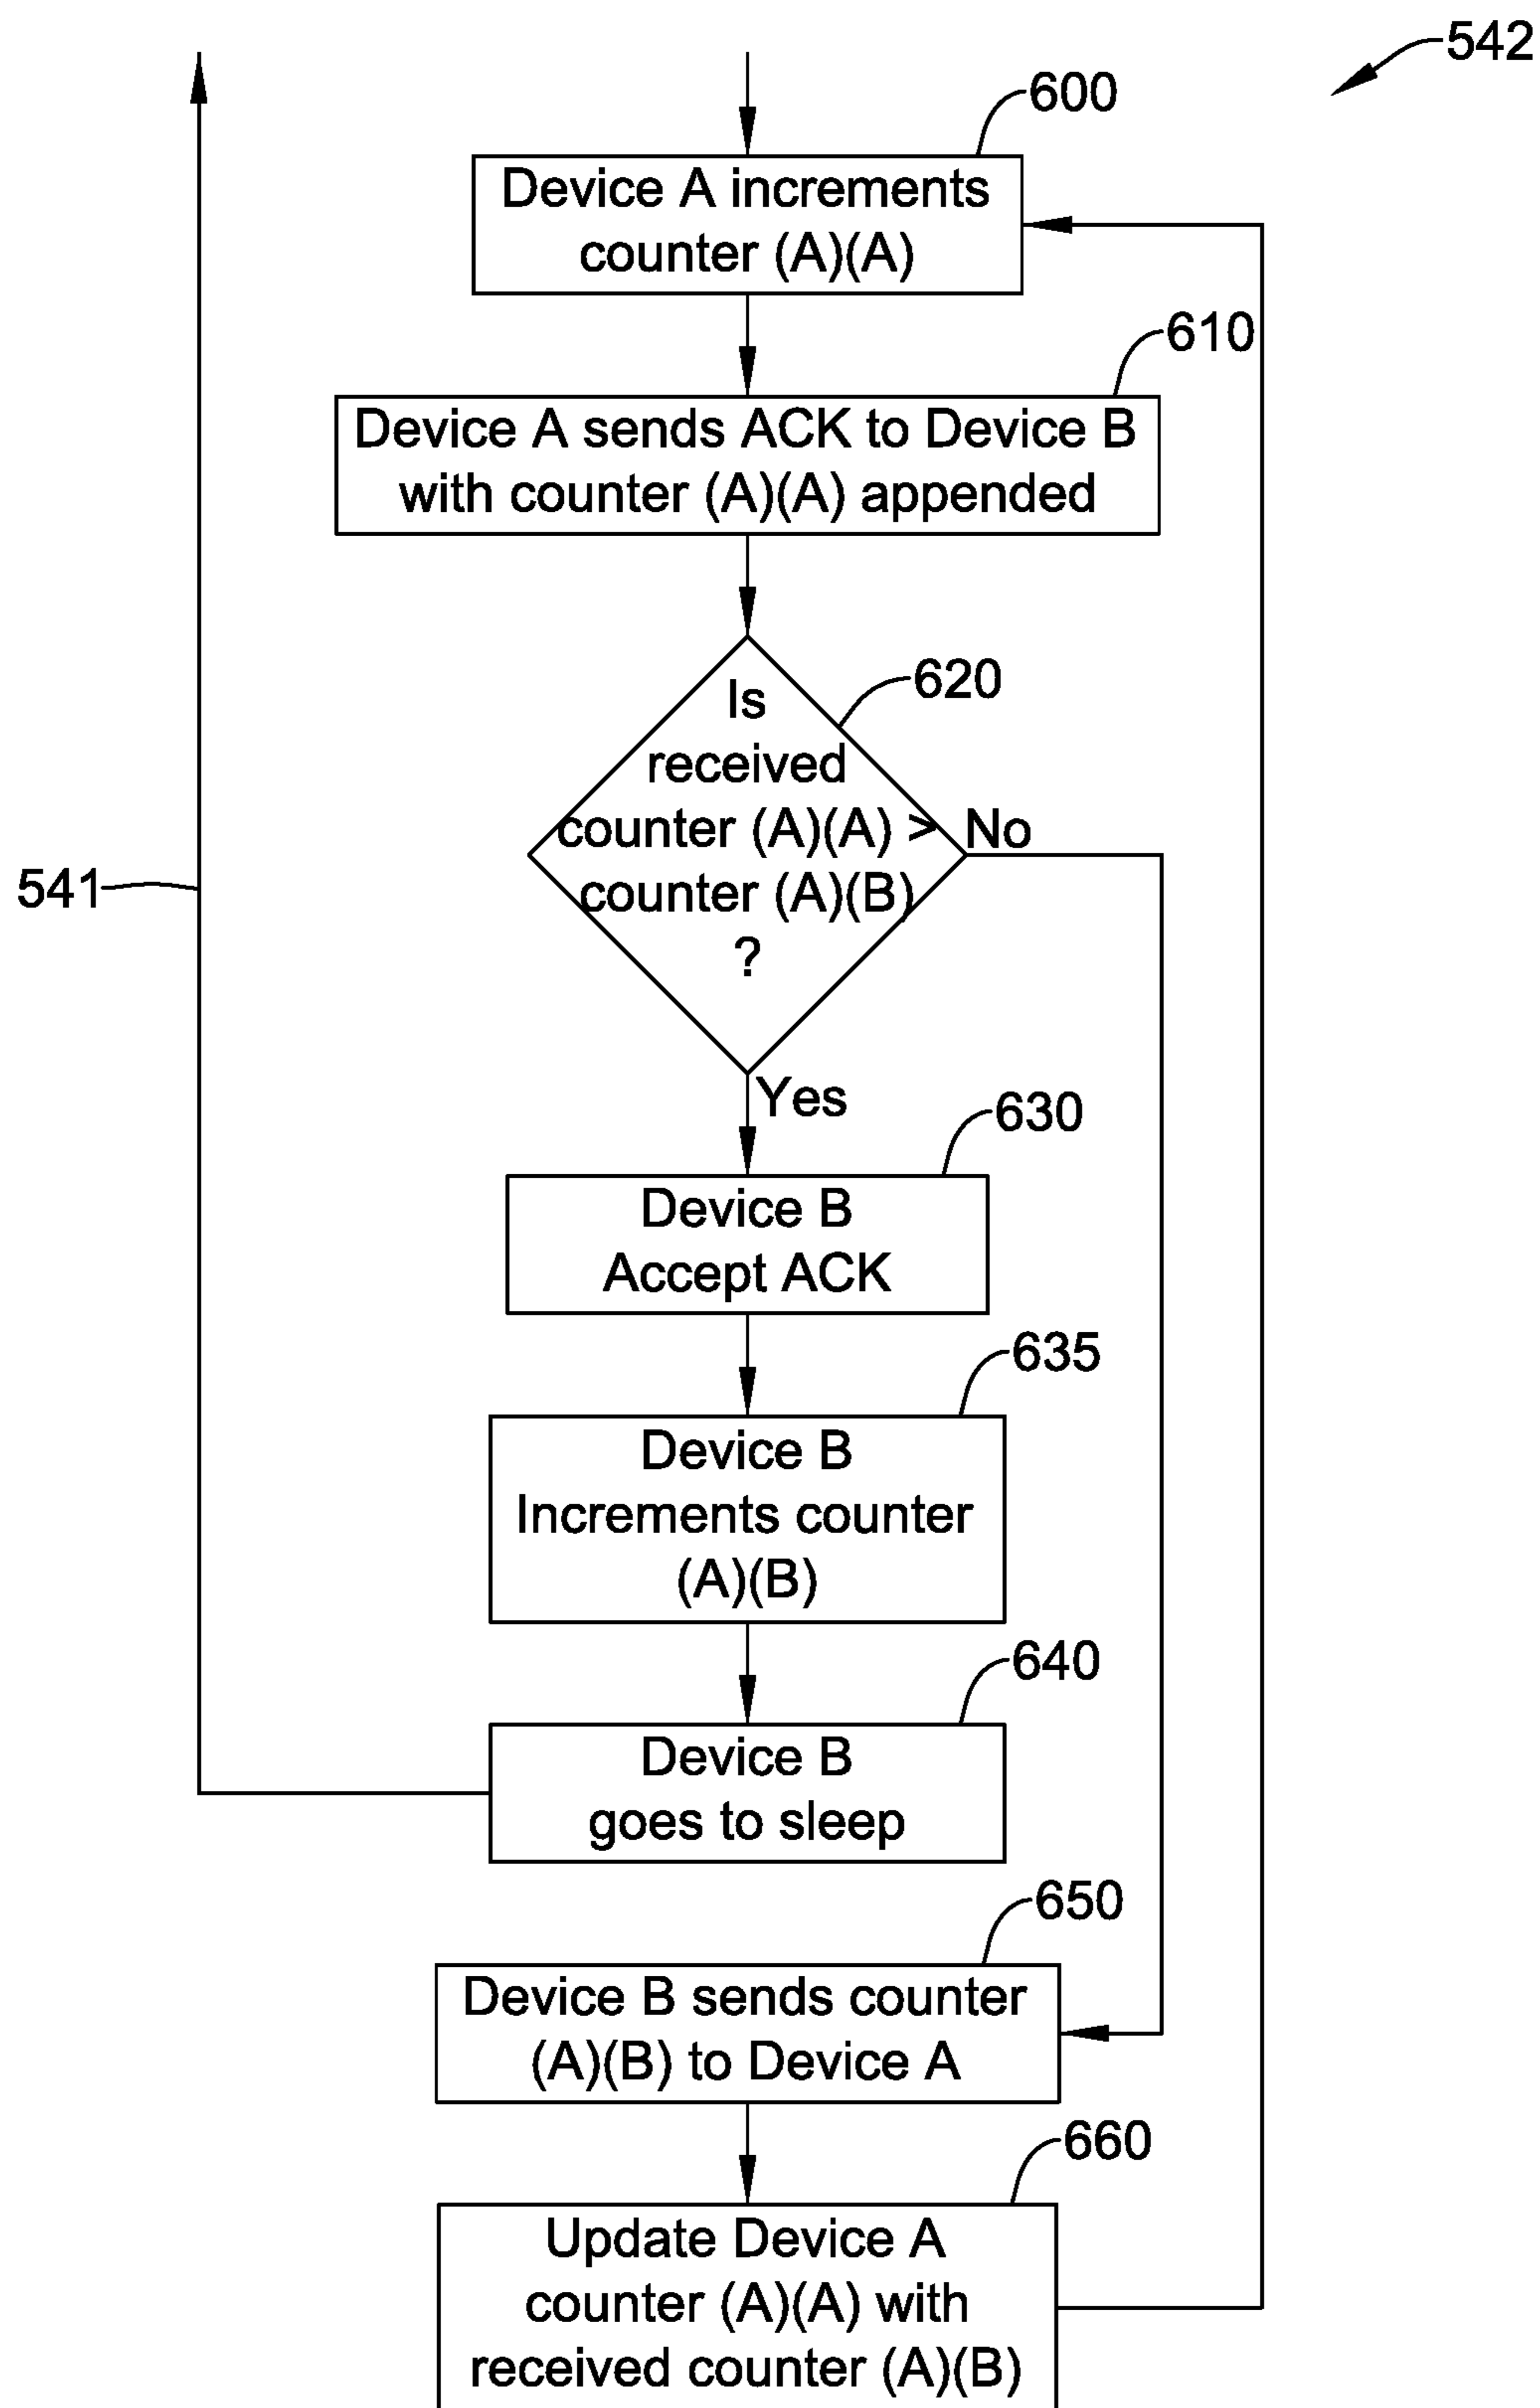 542
600
Device A increments
counter (A)(A)
610
Device A sends ACK to Device B
with counter (A)(A) appended
620
Is
received
counter (A)(A) >
counter (A)(B)
?
No
541
Yes
630
Device B
Accept ACK
635
Device B
Increments counter
(A)(B)
640
Device B
goes to sleep
650
Device B sends counter
(A)(B) to Device A
660
Update Device A
counter (A)(A) with
received counter (A)(B)